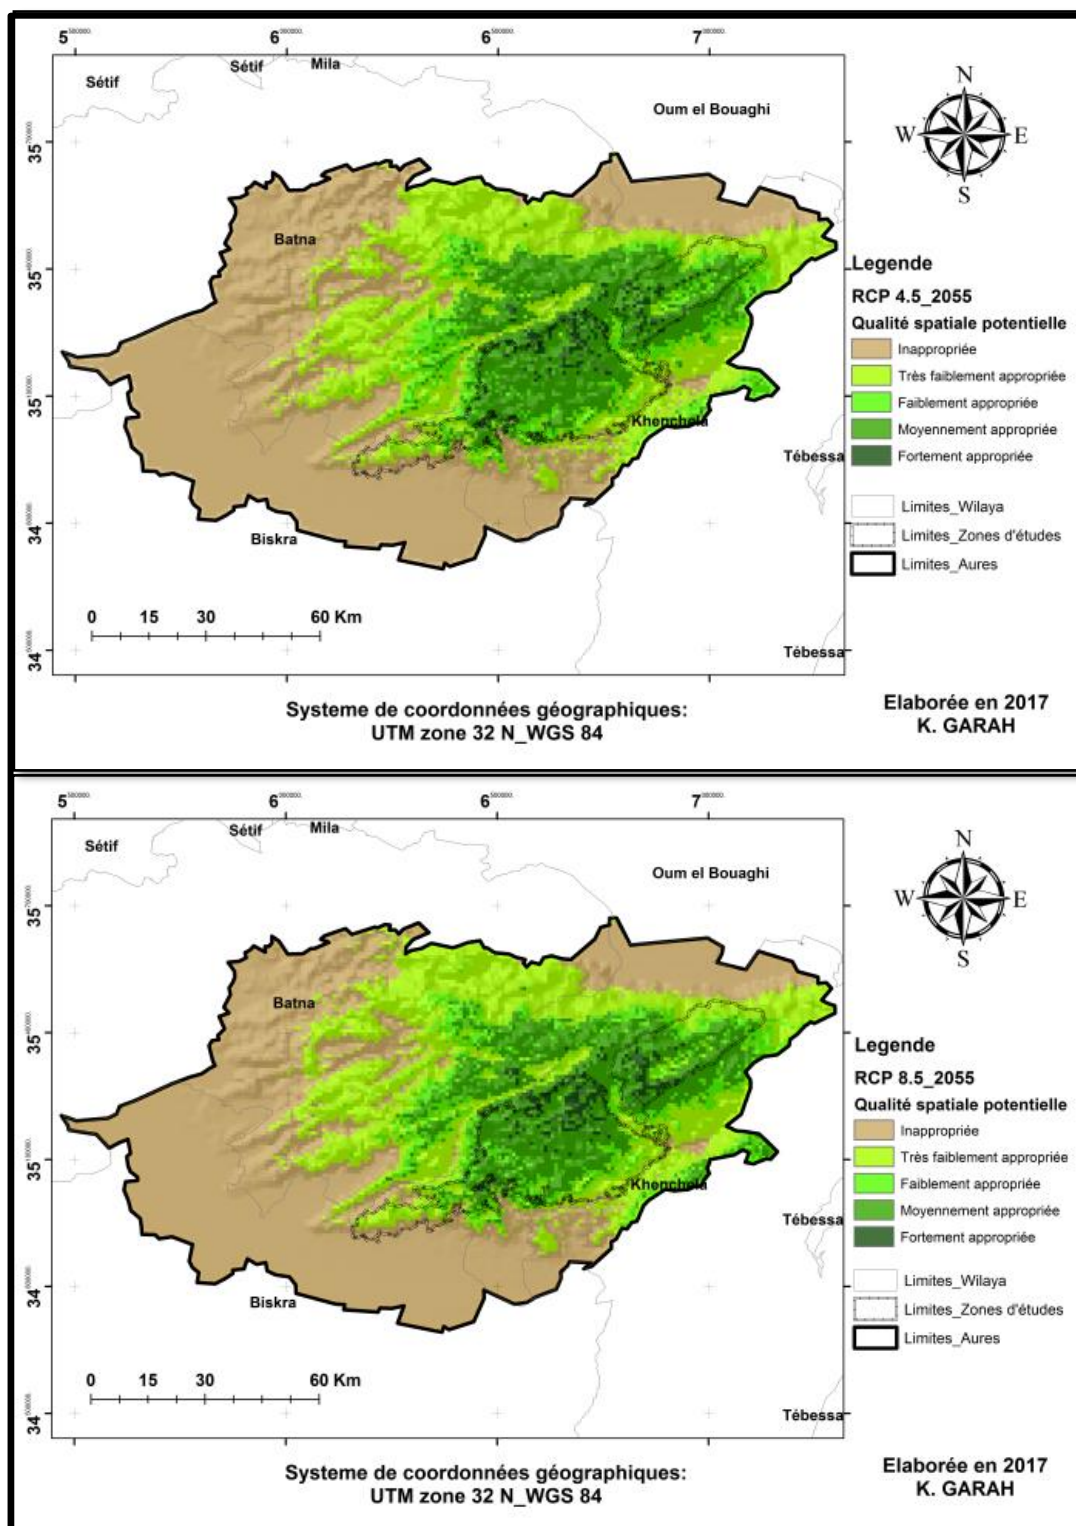 5 6 6 7
Sétif
Sétif
Mila
Oum el Bouaghi
N
W E
S
35
Batna
35
Legende
RCP 4.5_2055
Qualité spatiale potentielle
Inappropriée
Très faiblement appropriée
35
Faiblement appropriée
Khenchela
Moyennement appropriée
Tébessa
Fortement appropriée
Limites_Wilaya
34
Biskra
Limites_Zones d'études
Limites_Aures
0 15 30 60 Km
34
Tébessa
Systeme de coordonnées géographiques:
UTM zone 32 N_WGS 84
Elaborée en 2017
K. GARAH
5 6 6 7
Sétif
Sétif
Mila
Oum el Bouaghi
N
W E
S
35
Batna
35
Legende
RCP 8.5_2055
Qualité spatiale potentielle
Inappropriée
Très faiblement appropriée
35
Faiblement appropriée
Khenchela
Moyennement appropriée
Tébessa
Fortement appropriée
Limites_Wilaya
34
Biskra
Limites_Zones d'études
Limites_Aures
0 15 30 60 Km
34
Tébessa
Systeme de coordonnées géographiques:
UTM zone 32 N_WGS 84
Elaborée en 2017
K. GARAH